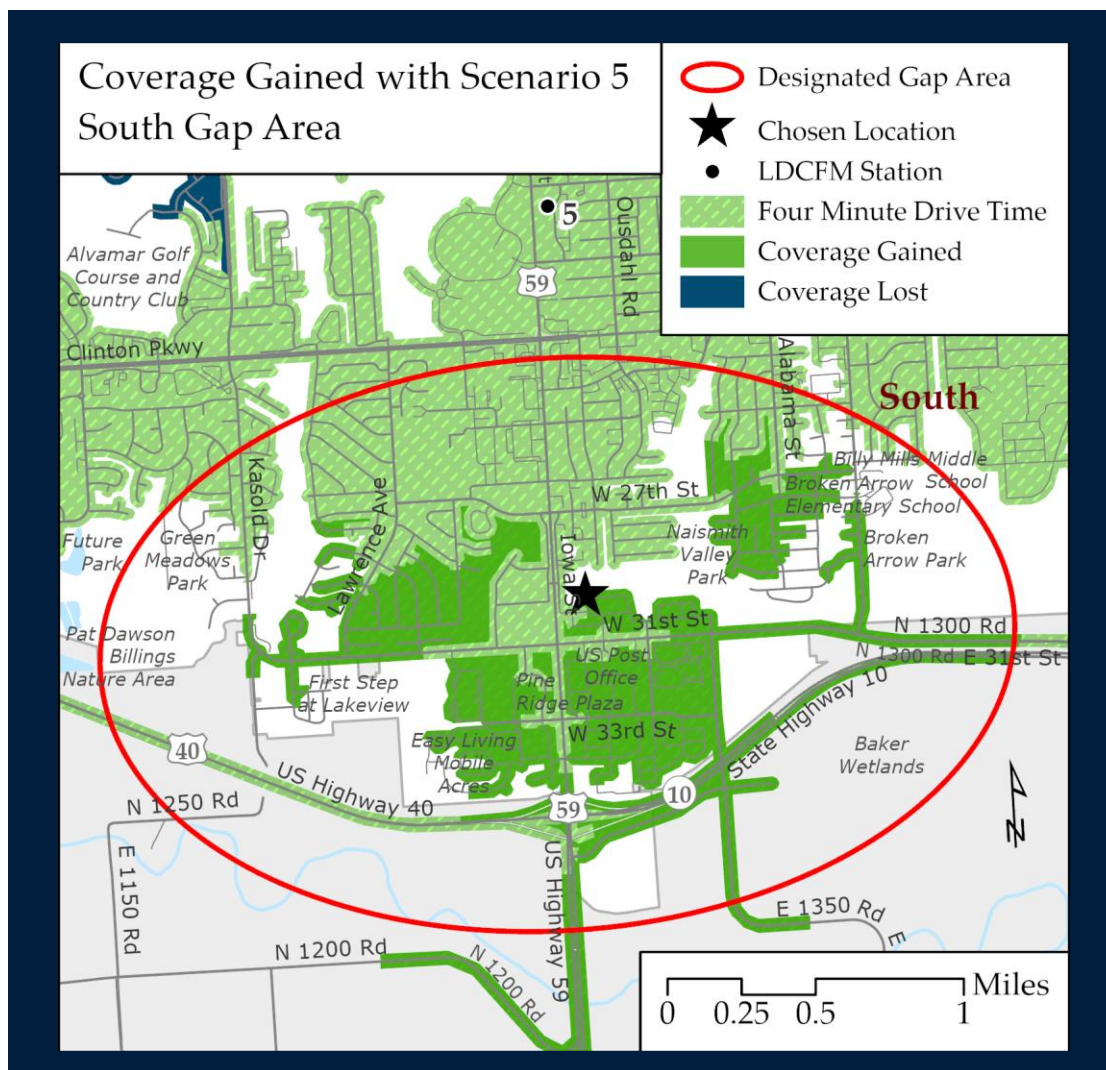 Coverage Gained with Scenario 5
South Gap Area
Designated Gap Area
Chosen Location
LDCFM Station
Four Minute Drive Time
Coverage Gained
Coverage Lost
5
Ousdahl Rd
59
Alvamar Golf
Course and
Country Club
Clinton Pkwy
Alabama St
South
Kasold Dr
Lawrence Ave
W 27th St
Billy Mills Middle
School
Broken Arrow
Elementary School
Iowa St
Naismith
Valley
Park
Broken
Arrow Park
Future
Park
Green
Meadows
Park
W 31st St
N 1300 Rd
N 1300 Rd
E 31st St
Pat Dawson
Billings
Nature Area
First Step
at Lakeview
US Post
Office
Pine
Ridge Plaza
W 33rd St
State Highway 10
Easy Living
Mobile
Acres
Baker
Wetlands
40
US Highway 40
59
10
N
N 1250 Rd
E 1150 Rd
US Highway 59
E 1350 Rd
E
N 1200 Rd
N 1200 Rd
Miles
0 0.25 0.5 1